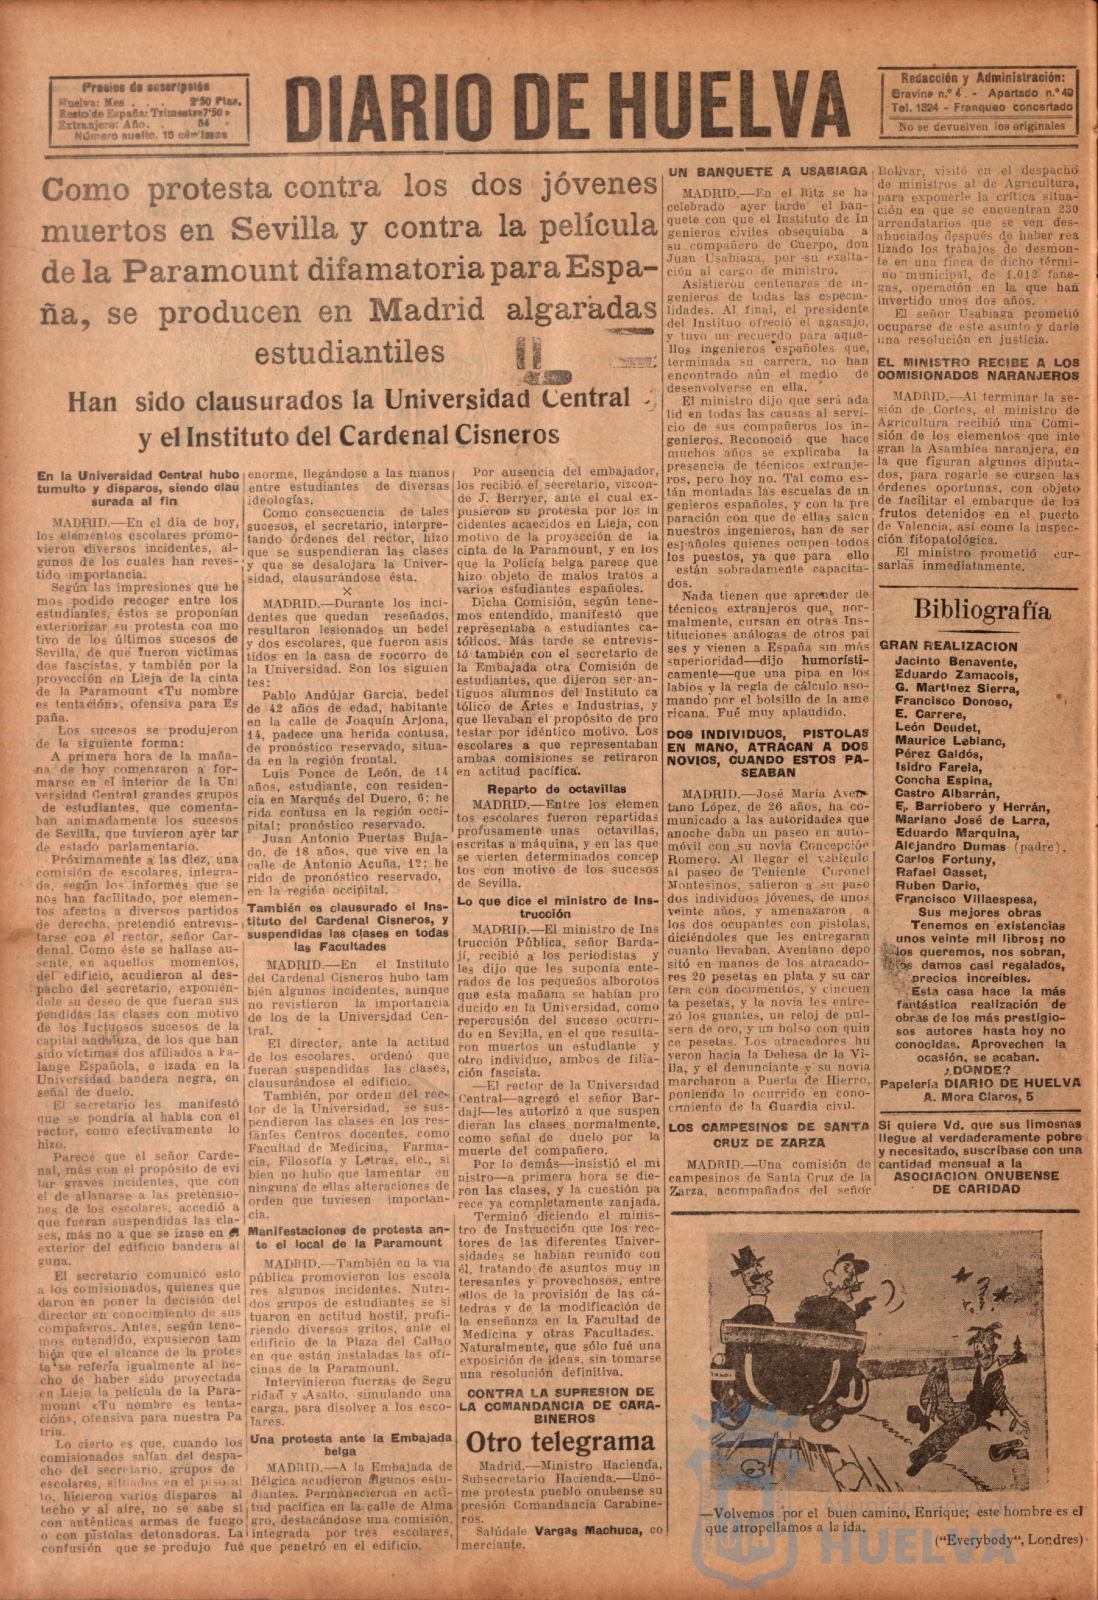 Precios de suscripción
Huelva: Mes . . . 2'50 Ptas.
Resto de España: Trimestre 7'50 »
Extranjero: Año. . . 54 »
Número suelto, 15 céntimos
DIARIO DE HUELVA
Redacción y Administración:
Gravina n.º 4. - Apartado n.º 49
Tel. 1324 - Franqueo concertado
No se devuelven los originales
Como protesta contra los dos jóvenes
muertos en Sevilla y contra la película
de la Paramount difamatoria para Espa-
ña, se producen en Madrid algaradas
estudiantiles
Han sido clausurados la Universidad Central
y el Instituto del Cardenal Cisneros
En la Universidad Central hubo
tumulto y disparos, siendo clau
surada al fin
MADRID.—En el día de hoy,
los elementos escolares promo-
vieron diversos incidentes, al-
gunos de los cuales han reves-
tido importancia.
Según las impresiones que he
mos podido recoger entre los
estudiantes, éstos se proponían
exteriorizar su protesta con mo
tivo de los últimos sucesos de
Sevilla, de que fueron víctimas
dos fascistas, y también por la
proyección en Lieja de la cinta
de la Paramount «Tu nombre
es tentación», ofensiva para Es
paña.
Los sucesos se produjeron
de la siguiente forma:
A primera hora de la maña-
na de hoy comenzaron a for-
marse en el interior de la Uni
versidad Central grandes grupos
de estudiantes, que comenta-
ban animadamente los sucesos
de Sevilla, que tuvieron ayer tar
de estado parlamentario.
Próximamente a las diez, una
comisión de escolares, integra-
da, según los informes que se
nos han facilitado, por elemen-
tos afectos a diversos partidos
de derecha, pretendió entrevis-
tarse con el rector, señor Car-
denal. Como éste se hallase au-
sente, en aquellos momentos,
del edificio, acudieron al des-
pacho del secretario, exponién-
dole su deseo de que fueran sus
pendidas las clases con motivo
de los luctuosos sucesos de la
capital andaluza, de los que han
sido víctimas dos afiliados a Fa-
lange Española, e izada en la
Universidad bandera negra, en
señal de duelo.
El secretario les manifestó
que se pondría al habla con el
rector, como efectivamente lo
hizo.
Parece que el señor Carde-
nal, más con el propósito de evi
tar graves incidentes, que con
el de allanarse a las pretensio-
nes de los escolares, accedió a
que fueran suspendidas las cla-
ses, más no a que se izase en el
exterior del edificio bandera al
guna.
El secretario comunicó esto
a los comisionados, quienes que
daron en poner la decisión del
director en conocimiento de sus
compañeros. Antes, según tene-
mos entendido, expusieron tam
bién que el alcance de la protes
ta se refería igualmente al he-
cho de haber sido proyectada
en Lieja la película de la Para-
mount «Tu nombre es tenta-
ción», ofensiva para nuestra Pa
tria.
Lo cierto es que, cuando los
comisionados salían del despa-
cho del secretario, grupos de
escolares, situados en el piso al
to, hicieron varios disparos al
techo y al aire, no se sabe si
con auténticas armas de fuego
o con pistolas detonadoras. La
confusión que se produjo fué
enorme, llegándose a las manos
entre estudiantes de diversas
ideologías.
Como consecuencia de tales
sucesos, el secretario, interpre-
tando órdenes del rector, hizo
que se suspendieran las clases
y que se desalojara la Univer-
sidad, clausurándose ésta.
×
MADRID.—Durante los inci-
dentes que quedan reseñados,
resultaron lesionados un bedel
y dos escolares, que fueron asis
tidos en la casa de socorro de
la Universidad. Son los siguien
tes:
Pablo Andújar García, bedel
de 42 años de edad, habitante
en la calle de Joaquín Arjona,
14, padece una herida contusa,
de pronóstico reservado, situa-
da en la región frontal.
Luis Ponce de León, de 14
años, estudiante, con residen-
cia en Marqués del Duero, 6; he
rida contusa en la región occi-
pital; pronóstico reservado.
Juan Antonio Puertas Buja-
do, de 18 años, que vive en la
calle de Antonio Acuña, 12; he
rido de pronóstico reservado,
en la región occipital.
También es clausurado el Ins-
tituto del Cardenal Cisneros, y
suspendidas las clases en todas
las Facultades
MADRID.—En el Instituto
del Cardenal Cisneros hubo tam
bién algunos incidentes, aunque
no revistieron la importancia
de los de la Universidad Cen-
tral.
El director, ante la actitud
de los escolares, ordenó que
fueran suspendidas las clases,
clausurándose el edificio.
También, por orden del rec-
tor de la Universidad, se sus-
pendieron las clases en los res-
tantes Centros docentes, como
Facultad de Medicina, Farma-
cia, Filosofía y Letras, etc., si
bien no hubo que lamentar en
ninguna de ellas alteraciones de
orden que tuviesen importan-
cia.
Manifestaciones de protesta an-
te el local de la Paramount
MADRID.—También en la vía
pública promovieron los escola
res algunos incidentes. Nutri-
dos grupos de estudiantes se si
tuaron en actitud hostil, profi-
riendo diversos gritos, ante el
edificio de la Plaza del Callao
en que están instaladas las ofi-
cinas de la Paramount.
Intervinieron fuerzas de Segu
ridad y Asalto, simulando una
carga, para disolver a los esco-
lares.
Una protesta ante la Embajada
belga
MADRID.—A la Embajada de
Bélgica acudieron algunos estu-
diantes. Permanecieron en acti-
tud pacífica en la calle de Alma
gro, destacándose una comisión,
integrada por tres escolares,
que penetró en el edificio.
Por ausencia del embajador,
los recibió el secretario, vizcon-
de J. Berryer, ante el cual ex-
pusieron su protesta por los in
cidentes acaecidos en Lieja, con
motivo de la proyección de la
cinta de la Paramount, y en los
que la Policía belga parece que
hizo objeto de malos tratos a
varios estudiantes españoles.
Dicha Comisión, según tene-
mos entendido, manifestó que
representaba a estudiantes ca-
tólicos. Más tarde se entrevis-
tó también con el secretario de
la Embajada otra Comisión de
estudiantes, que dijeron ser an-
tiguos alumnos del Instituto ca
tólico de Artes e Industrias, y
que llevaban el propósito de pro
testar por idéntico motivo. Los
escolares a que representaban
ambas comisiones se retiraron
en actitud pacífica.
Reparto de octavillas
MADRID.—Entre los elemen
tos escolares fueron repartidas
profusamente unas octavillas,
escritas a máquina, y en las que
se vierten determinados concep
tos con motivo de los sucesos
de Sevilla.
Lo que dice el ministro de Ins-
trucción
MADRID.—El ministro de Ins
trucción Pública, señor Barda-
jí, recibió a los periodistas y
les dijo que les suponía ente-
rados de los pequeños alborotos
que esta mañana se habían pro
ducido en la Universidad, como
repercusión del suceso ocurri-
do en Sevilla, en el que resulta-
ron muertos un estudiante y
otro individuo, ambos de filia-
ción fascista.
—El rector de la Universidad
Central—agregó el señor Bar-
dají—les autorizó a que suspen
dieran las clases normalmente,
como señal de duelo por la
muerte del compañero.
Por lo demás—insistió el mi
nistro—a primera hora se die-
ron las clases, y la cuestión pa
rece ya completamente zanjada.
Terminó diciendo el minis-
tro de Instrucción que los rec-
tores de las diferentes Univer-
sidades se habían reunido con
él, tratando de asuntos muy in
teresantes y provechosos, entre
ellos de la provisión de las cá-
tedras y de la modificación de
la enseñanza en la Facultad de
Medicina y otras Facultades.
Naturalmente, que sólo fué una
exposición de ideas, sin tomarse
una resolución definitiva.
CONTRA LA SUPRESION DE
LA COMANDANCIA DE CARA-
BINEROS
Otro telegrama
Madrid.—Ministro Hacienda,
Subsecretario Hacienda.—Unó-
me protesta pueblo onubense su
presión Comandancia Carabine-
ros.
Salúdale Vargas Machuca, co
merciante.
UN BANQUETE A USABIAGA
MADRID.—En el Ritz se ha
celebrado ayer tarde el ban-
quete con que el Instituto de In
genieros civiles obsequiaba a
su compañero de Cuerpo, don
Juan Usabiaga, por su exalta-
ción al cargo de ministro.
Asistieron centenares de in-
genieros de todas las especia-
lidades. Al final, el presidente
del Instituo ofreció el agasajo,
y tuvo un recuerdo para aque-
llos ingenieros españoles que,
terminada su carrera, no han
encontrado aún el medio de
desenvolverse en ella.
El ministro dijo que será ada
lid en todas las causas al servi-
cio de sus compañeros los in-
genieros. Reconoció que hace
muchos años se explicaba la
presencia de técnicos extranje-
ros, pero hoy no. Tal como es-
tán montadas las escuelas de in
genieros españoles, y con la pre
paración con que de ellas salen
nuestros ingenieros, han de ser
españoles quienes ocupen todos
los puestos, ya que para ello
están sobradamente capacita-
dos.
Nada tienen que aprender de
técnicos extranjeros que, nor-
malmente, cursan en otras Ins-
tituciones análogas de otros paí
ses y vienen a España sin más
superioridad—dijo humorísti-
camente—que una pipa en los
labios y la regla de cálculo aso-
mando por el bolsillo de la ame
ricana. Fué muy aplaudido.
DOS INDIVIDUOS, PISTOLAS
EN MANO, ATRACAN A DOS
NOVIOS, CUANDO ESTOS PA-
SEABAN
MADRID.—José María Aven-
tano López, de 26 años, ha co-
municado a las autoridades que
anoche daba un paseo en auto-
móvil con su novia Concepción
Romero. Al llegar el vehículo
al paseo de Teniente Coronel
Montesinos, salieron a su paso
dos individuos jóvenes, de unos
veinte años, y amenazaron a
los dos ocupantes con pistolas,
diciéndoles que les entregaran
cuanto llevaban. Aventano depo
sitó en manos de los atracado-
res 20 pesetas en plata y su car
tera con documentos, y cincuen
ta pesetas, y la novia les entre-
gó los guantes, un reloj de pul-
sera de oro, y un bolso con quin
ce pesetas. Los atracadores hu
yeron hacia la Dehesa de la Vi-
lla, y el denunciante y su novia
marcharon a Puerta de Hierro,
poniendo lo ocurrido en cono-
cimiento de la Guardia civil.
LOS CAMPESINOS DE SANTA
CRUZ DE ZARZA
MADRID.—Una comisión de
campesinos de Santa Cruz de la
Zarza, acompañados del señor
Bolívar, visitó en el despacho
de ministros al de Agricultura,
para exponerle la crítica situa-
ción en que se encuentran 230
arrendatarios que se ven des-
ahuciados después de haber rea
lizado los trabajos de desmon-
te en una finca de dicho térmi-
no municipal, de 1.012 fane-
gas, operación en la que han
invertido unos dos años.
El señor Usabiaga prometió
ocuparse de este asunto y darle
una resolución en justicia.
EL MINISTRO RECIBE A LOS
COMISIONADOS NARANJEROS
MADRID.—Al terminar la se-
sión de Cortes, el ministro de
Agricultura recibió una Comi-
sión de los elementos que inte
gran la Asamblea naranjera, en
la que figuran algunos diputa-
dos, para rogarle se cursen las
órdenes oportunas, con objeto
de facilitar el embarque de los
frutos detenidos en el puerto
de Valencia, así como la inspec-
ción fitopatológica.
El ministro prometió cur-
sarlas inmediatamente.
Bibliografía
GRAN REALIZACION
Jacinto Benavente,
Eduardo Zamacois,
G. Martínez Sierra,
Francisco Donoso,
E. Carrere,
León Deudet,
Maurice Leblanc,
Pérez Galdós,
Isidro Farela,
Concha Espina,
Castro Albarrán,
E. Barriobero y Herrán,
Mariano José de Larra,
Eduardo Marquina,
Alejandro Dumas (padre),
Carlos Fortuny,
Rafael Gasset,
Ruben Dario,
Francisco Villaespesa,
Sus mejores obras
Tenemos en existencias
unos veinte mil libros; no
los queremos, nos sobran,
los damos casi regalados,
precios increíbles.
Esta casa hace la más
fantástica realización de
obras de los más prestigio-
sos autores hasta hoy no
conocidas. Aprovechen la
ocasión, se acaban.
¿DONDE?
Papelería DIARIO DE HUELVA
A. Mora Claros, 5
Si quiere Vd. que sus limosnas
llegue al verdaderamente pobre
y necesitado, suscríbase con una
cantidad mensual a la
ASOCIACION ONUBENSE
DE CARIDAD
63
—Volvemos por el buen camino, Enrique; este hombre es el
que atropellamos a la ida.
("Everybody", Londres)
Ayuntamiento de
HUELVA